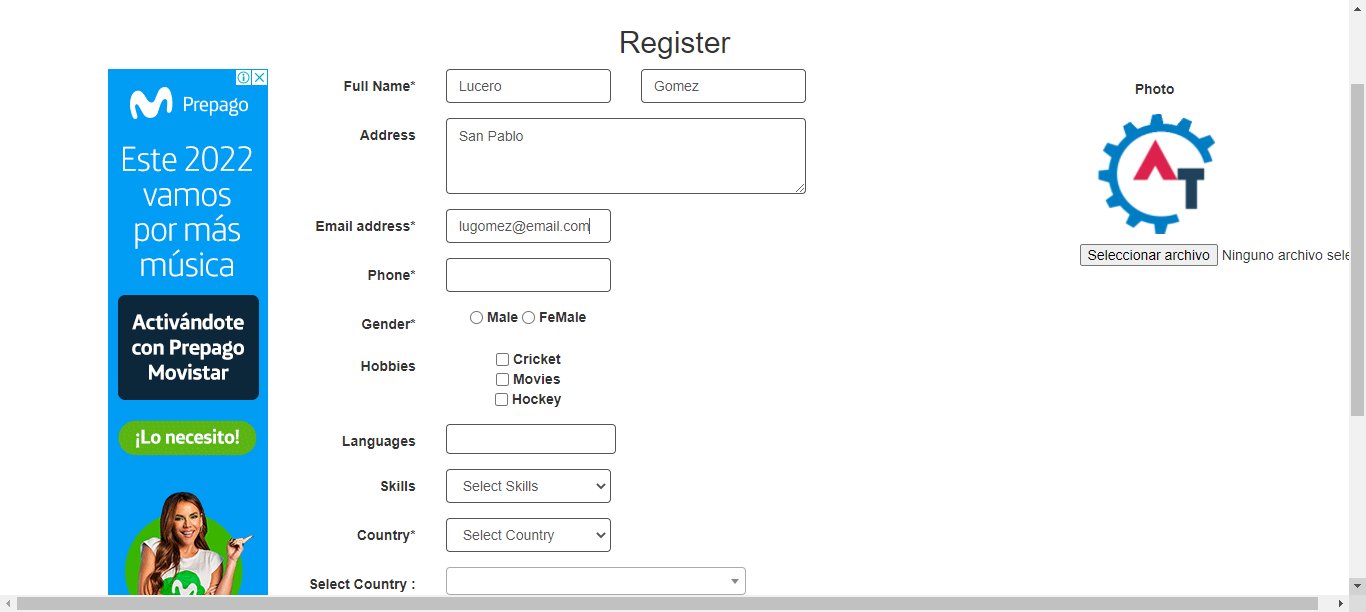 Register
Prepago
Este 2022
vamos
por más
música
Activándote
con Prepago
Movistar
¡Lo necesito!
Full Name*
Lucero
Gomez
Address
San Pablo
Email address*
lugomez@email.com
Phone*
Gender*
Male
FeMale
Hobbies
Cricket
Movies
Hockey
Languages
Skills
Select Skills
Country*
Select Country
Select Country :
Photo
AT
Seleccionar archivo
Ninguno archivo sele